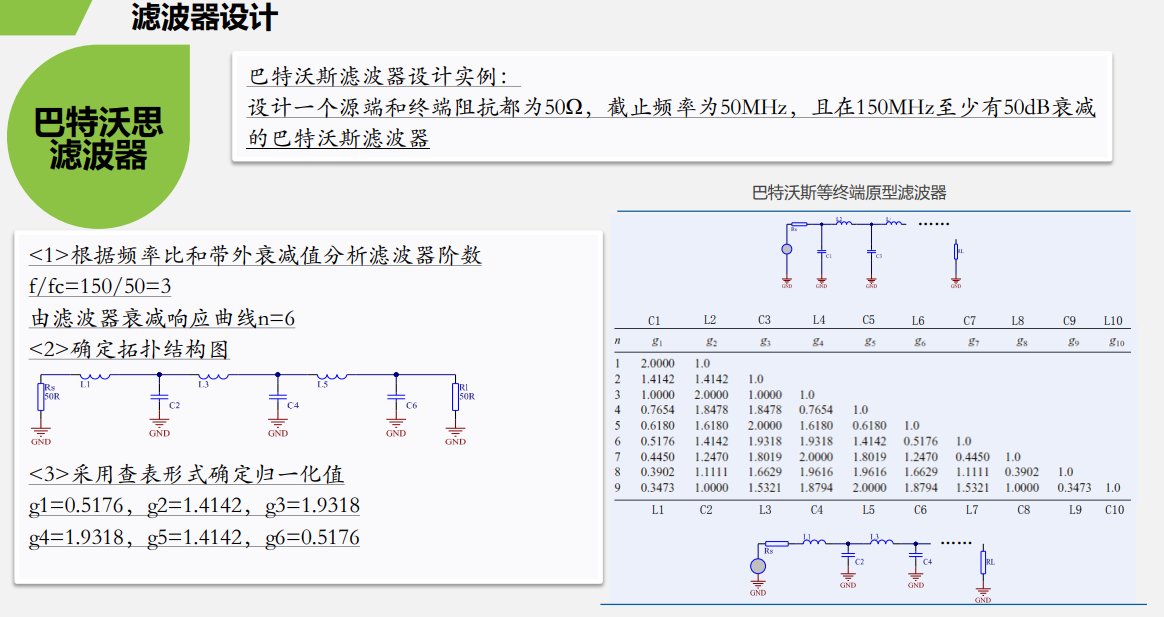 滤波器设计
巴特沃思
滤波器
巴特沃斯滤波器设计实例：
设计一个源端和终端阻抗都为50Ω，截止频率为50MHz，且在150MHz至少有50dB衰减
的巴特沃斯滤波器
<1>根据频率比和带外衰减值分析滤波器阶数
f/fc=150/50=3
由滤波器衰减响应曲线n=6
<2>确定拓扑结构图
L1 L3 L5
Rs Rl
50R C2 C4 C6 50R
GND GND GND GND GND
<3>采用查表形式确定归一化值
g1=0.5176，g2=1.4142，g3=1.9318
g4=1.9318，g5=1.4142，g6=0.5176
巴特沃斯等终端原型滤波器
Rs L2
C1 C3 RL
GND GND GND GND
C1 L2 C3 L4 C5 L6 C7 L8 C9 L10
n g1 g2 g3 g4 g5 g6 g7 g8 g9 g10
1 2.0000 1.0
2 1.4142 1.4142 1.0
3 1.0000 2.0000 1.0000 1.0
4 0.7654 1.8478 1.8478 0.7654 1.0
5 0.6180 1.6180 2.0000 1.6180 0.6180 1.0
6 0.5176 1.4142 1.9318 1.9318 1.4142 0.5176 1.0
7 0.4450 1.2470 1.8019 2.0000 1.8019 1.2470 0.4450 1.0
8 0.3902 1.1111 1.6629 1.9616 1.9616 1.6629 1.1111 0.3902 1.0
9 0.3473 1.0000 1.5321 1.8794 2.0000 1.8794 1.5321 1.0000 0.3473 1.0
L1 C2 L3 C4 L5 C6 L7 C8 L9 C10
Rs L1 L3 ······
C2 C4 RL
GND GND GND GND